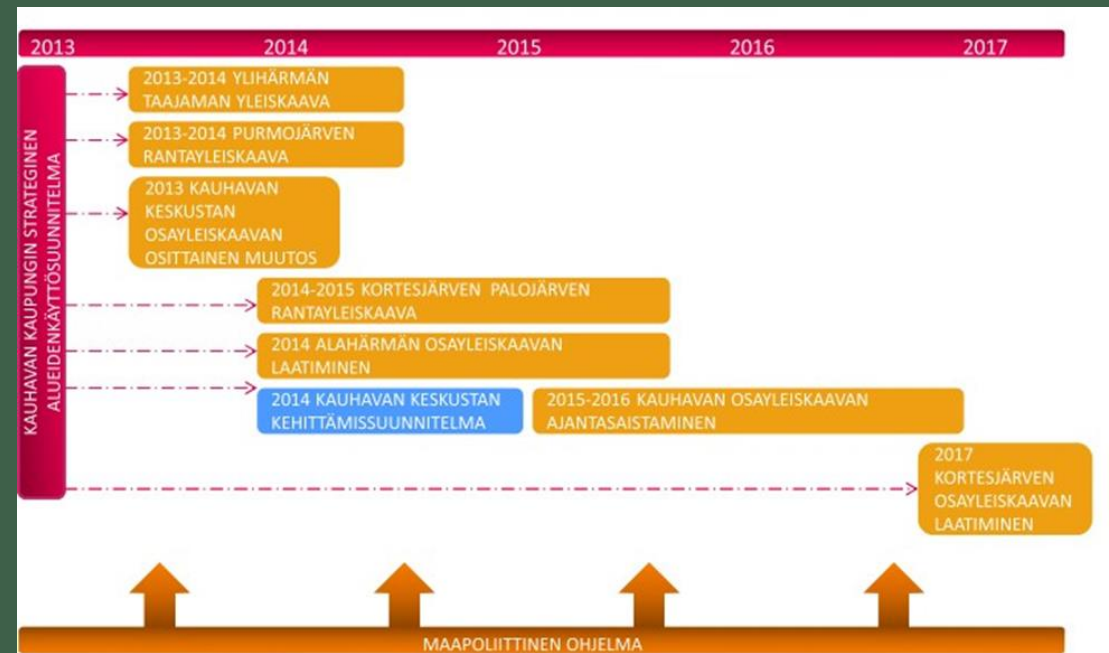 2013 2014 2015 2016 2017
KAUHAVAN KAUPUNGIN STRATEGINEN
ALUEIDENKÄYTTÖSUUNNITELMA
2013-2014 YLIHÄRMÄN
TAAJAMAN YLEISKAAVA
2013-2014 PURMOJÄRVEN
RANTAYLEISKAAVA
2013 KAUHAVAN
KESKUSTAN
OSAYLEISKAAVAN
OSITTAINEN MUUTOS
2014-2015 KORTESJÄRVEN PALOJÄRVEN
RANTAYLEISKAAVA
2014 ALAHÄRMÄN OSAYLEISKAAVAN
LAATIMINEN
2014 KAUHAVAN KESKUSTAN
KEHITTÄMISSUUNNITELMA
2015-2016 KAUHAVAN OSAYLEISKAAVAN
AJANTASAISTAMINEN
2017
KORTESJÄRVEN
OSAYLEISKAAVAN
LAATIMINEN
MAAPOLIITTINEN OHJELMA